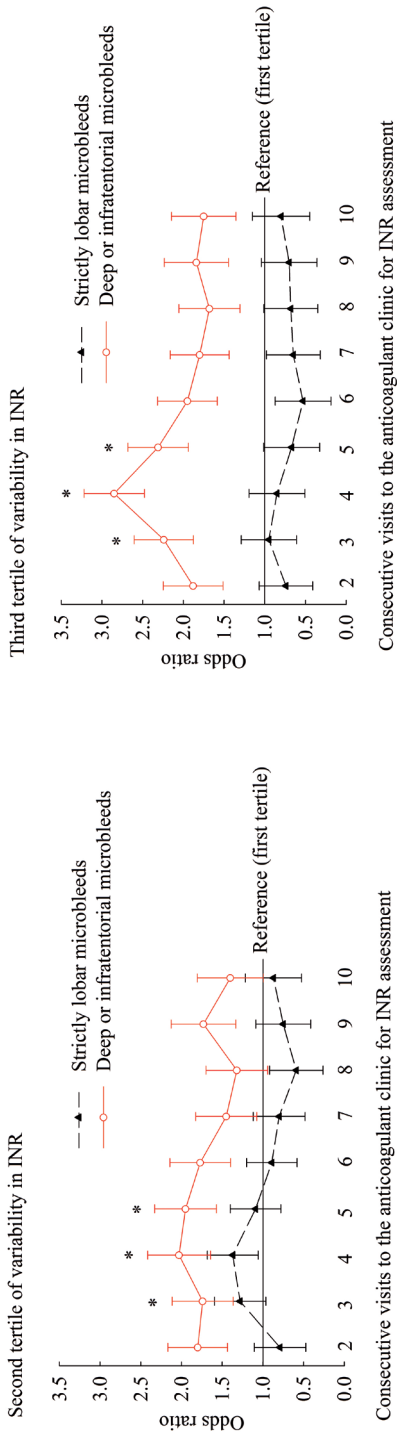 Second tertile of variability in INR
Strictly lobar microbleeds
Deep or infratentorial microbleeds
3.5
3.0
2.5
2.0
1.5
1.0
0.5
0.0
Odds ratio
*
*
*
Reference (first tertile)
2 3 4 5 6 7 8 9 10
Consecutive visits to the anticoagulant clinic for INR assessment
Third tertile of variability in INR
Strictly lobar microbleeds
Deep or infratentorial microbleeds
3.5
3.0
2.5
2.0
1.5
1.0
0.5
0.0
Odds ratio
*
*
*
Reference (first tertile)
2 3 4 5 6 7 8 9 10
Consecutive visits to the anticoagulant clinic for INR assessment